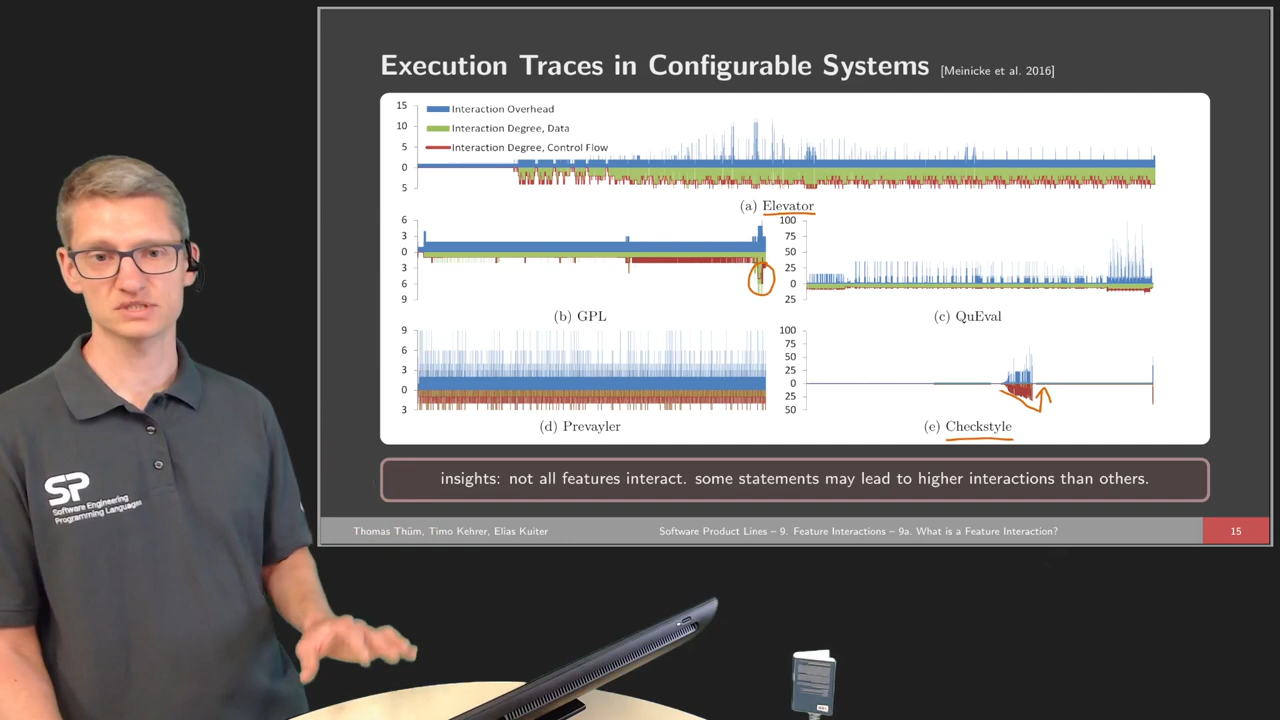 Execution Traces in Configurable Systems [Meinicke et al. 2016]
15
10
5
0
5
Interaction Overhead
Interaction Degree, Data
Interaction Degree, Control Flow
(a) Elevator
6
3
0
3
6
9
(b) GPL
100
75
50
25
0
25
(c) QuEval
9
6
3
0
3
(d) Prevayler
100
75
50
25
0
25
50
(e) Checkstyle
insights: not all features interact. some statements may lead to higher interactions than others.
Thomas Thüm, Timo Kehrer, Elias Kuiter Software Product Lines – 9. Feature Interactions – 9a. What is a Feature Interaction? 15
SP
Software Engineering
Programming Languages